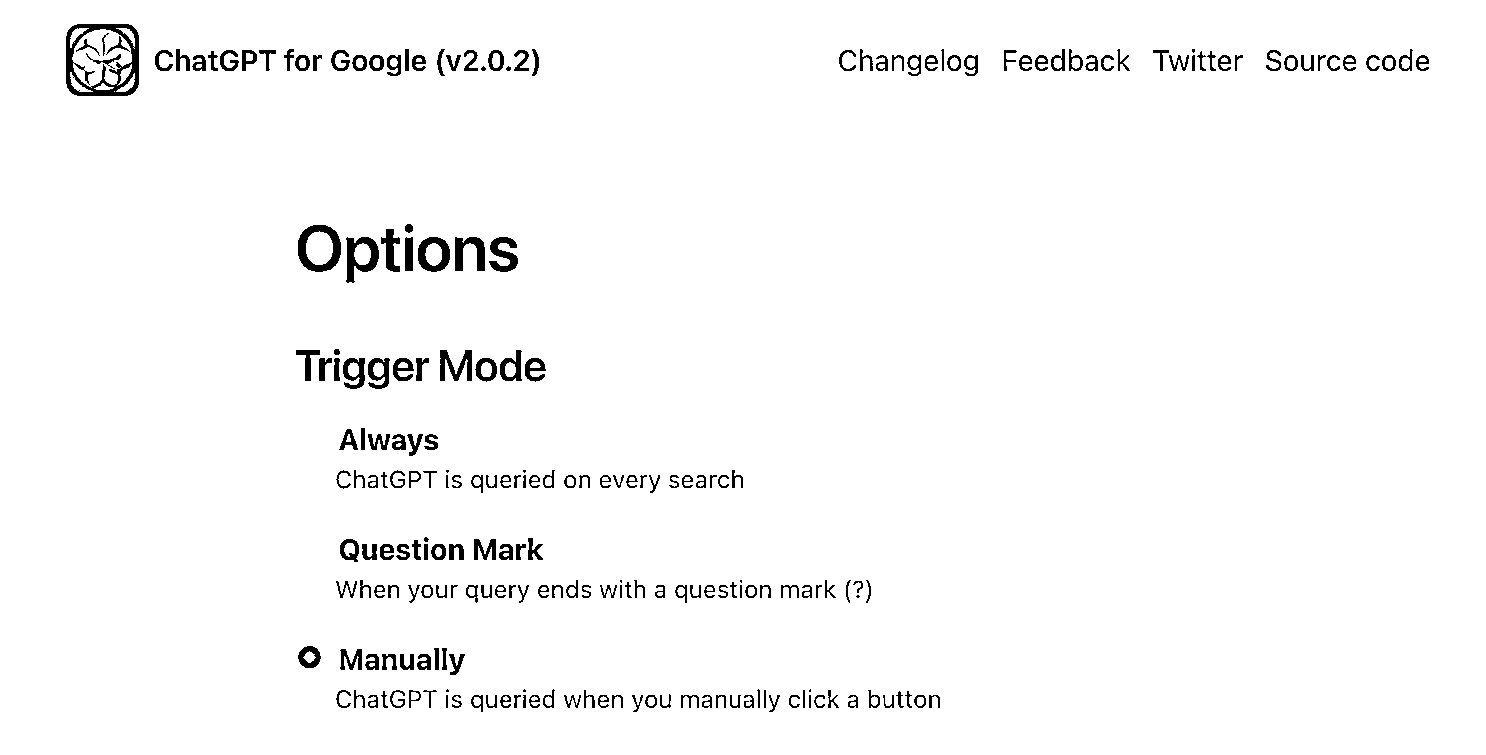 ChatGPT for Google (v2.0.2)
Changelog Feedback Twitter Source code
Options
Trigger Mode
Always
ChatGPT is queried on every search
Question Mark
When your query ends with a question mark (?)
Manually
ChatGPT is queried when you manually click a button